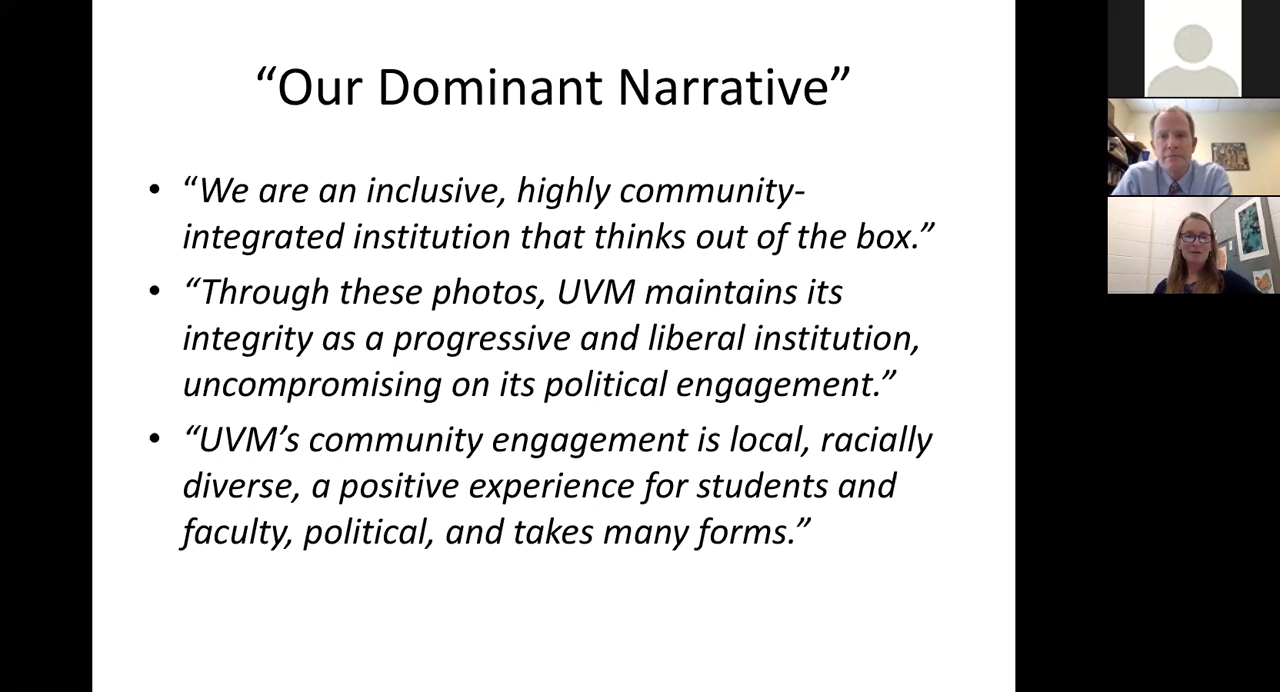 “Our Dominant Narrative”
• “We are an inclusive, highly community-
integrated institution that thinks out of the box.”
• “Through these photos, UVM maintains its
integrity as a progressive and liberal institution,
uncompromising on its political engagement.”
• “UVM’s community engagement is local, racially
diverse, a positive experience for students and
faculty, political, and takes many forms.”